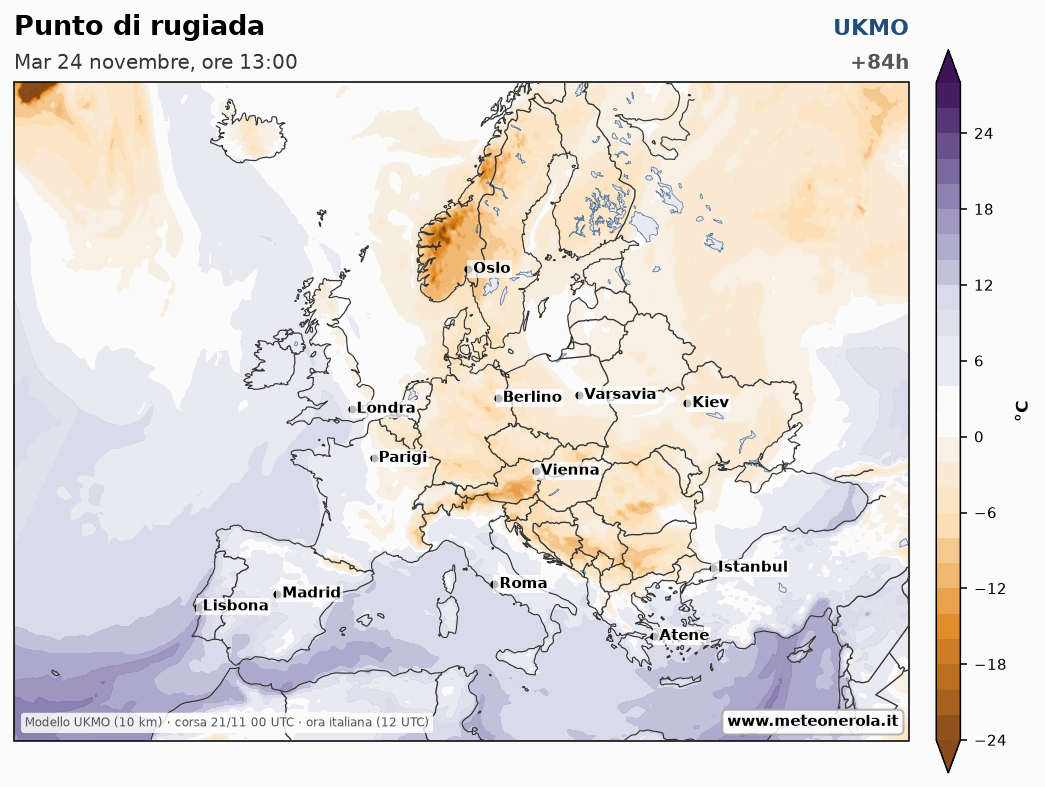 Punto di rugiada
UKMO
Mar 24 novembre, ore 13:00
+84h
24
18
12
6
0
−6
−12
−18
−24
°C
Oslo
Berlino
Varsavia
Kiev
Londra
Parigi
Vienna
Istanbul
Roma
Madrid
Lisbona
Atene
Modello UKMO (10 km) · corsa 21/11 00 UTC · ora italiana (12 UTC)
www.meteonerola.it